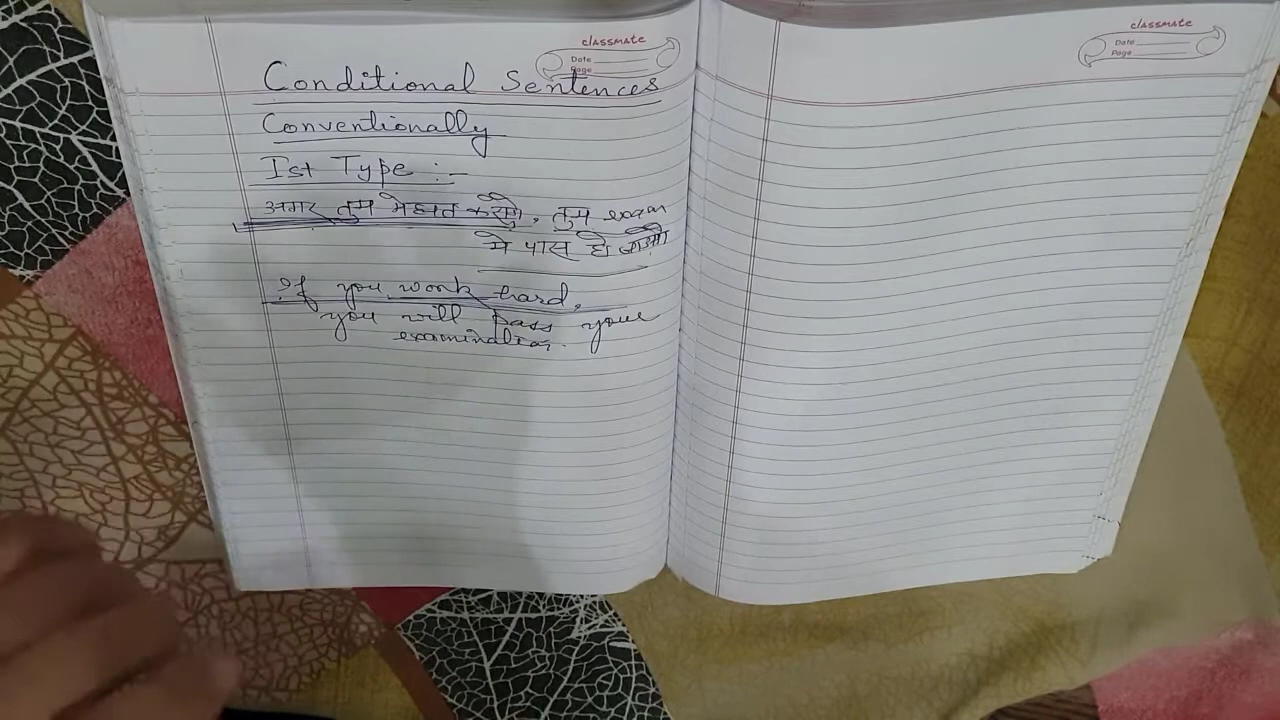 classmate
Date
Page
Conditional Sentences
Conventionally
Ist Type :-
अगर तुम मेहनत करोगे, तुम exam
मे पास हो जाओगे
If you work hard,
you will pass your
examination.
classmate
Date
Page